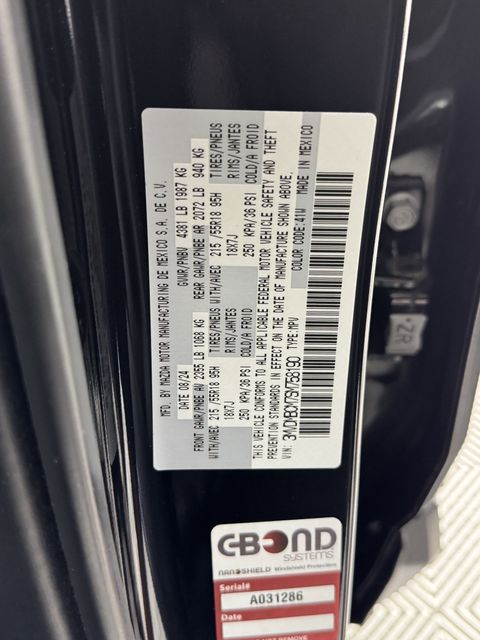 MFD. BY MAZDA MOTOR MANUFACTURING DE MEXICO S.A. DE C.V.
DATE 08/24 GVWR/PNBV 4381 LB 1987 KG
FRONT GAWR/PNBE AV 2355 LB 1068 KG REAR GAWR/PNBE AR 2072 LB 940 KG
WITH/AVEC 215/55R18 95H TIRES/PNEUS WITH/AVEC 215/55R18 95H TIRES/PNEUS
18X7J RIMS/JANTES 18X7J RIMS/JANTES
250 KPA/36 PSI COLD/A FROID 250 KPA/36 PSI COLD/A FROID
THIS VEHICLE CONFORMS TO ALL APPLICABLE FEDERAL MOTOR VEHICLE SAFETY AND THEFT
PREVENTION STANDARDS IN EFFECT ON THE DATE OF MANUFACTURE SHOWN ABOVE.
VIN: TYPE:MPV COLOR CODE:41W MADE IN MEXICO
ZR
C-BOND
SYSTEMS
NANOSHIELD Windshield Protection
Serial#
A031286
Date